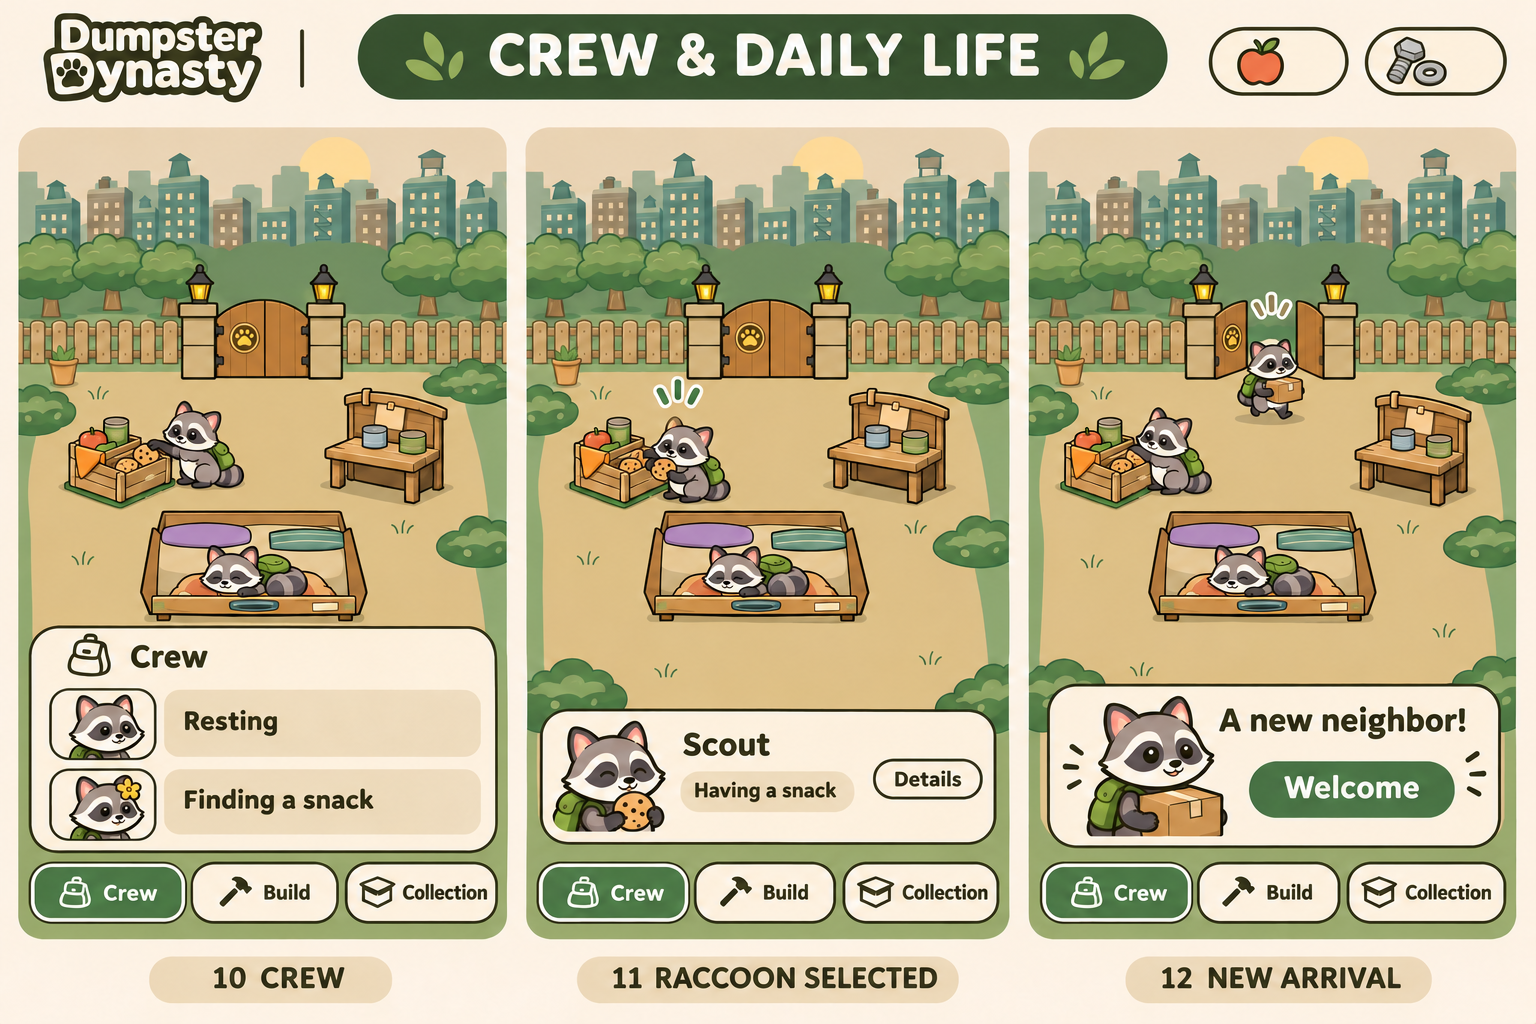 Dumpster
Dynasty
CREW & DAILY LIFE
Crew
Resting
Finding a snack
Crew
Build
Collection
10 CREW
Scout
Having a snack
Details
Crew
Build
Collection
11 RACCOON SELECTED
A new neighbor!
Welcome
Crew
Build
Collection
12 NEW ARRIVAL